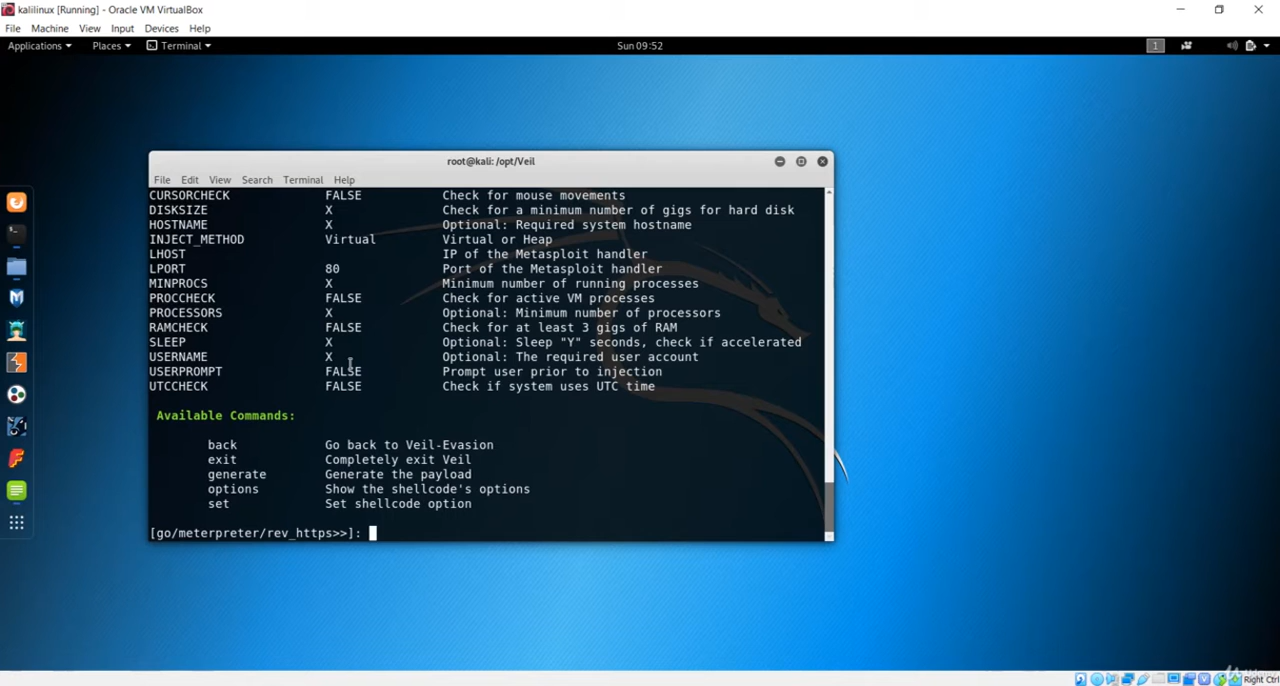 kalilinux [Running] - Oracle VM VirtualBox
File Machine View Input Devices Help
Applications Places Terminal Sun 09:52 1
root@kali: /opt/Veil
File Edit View Search Terminal Help
CURSORCHECK FALSE Check for mouse movements
DISKSIZE X Check for a minimum number of gigs for hard disk
HOSTNAME X Optional: Required system hostname
INJECT_METHOD Virtual Virtual or Heap
LHOST IP of the Metasploit handler
LPORT 80 Port of the Metasploit handler
MINPROCS X Minimum number of running processes
PROCCHECK FALSE Check for active VM processes
PROCESSORS X Optional: Minimum number of processors
RAMCHECK FALSE Check for at least 3 gigs of RAM
SLEEP X Optional: Sleep "Y" seconds, check if accelerated
USERNAME X Optional: The required user account
USERPROMPT FALSE Prompt user prior to injection
UTCCHECK FALSE Check if system uses UTC time
Available Commands:
back Go back to Veil-Evasion
exit Completely exit Veil
generate Generate the payload
options Show the shellcode's options
set Set shellcode option
[go/meterpreter/rev_https>>]:
Right Ctrl